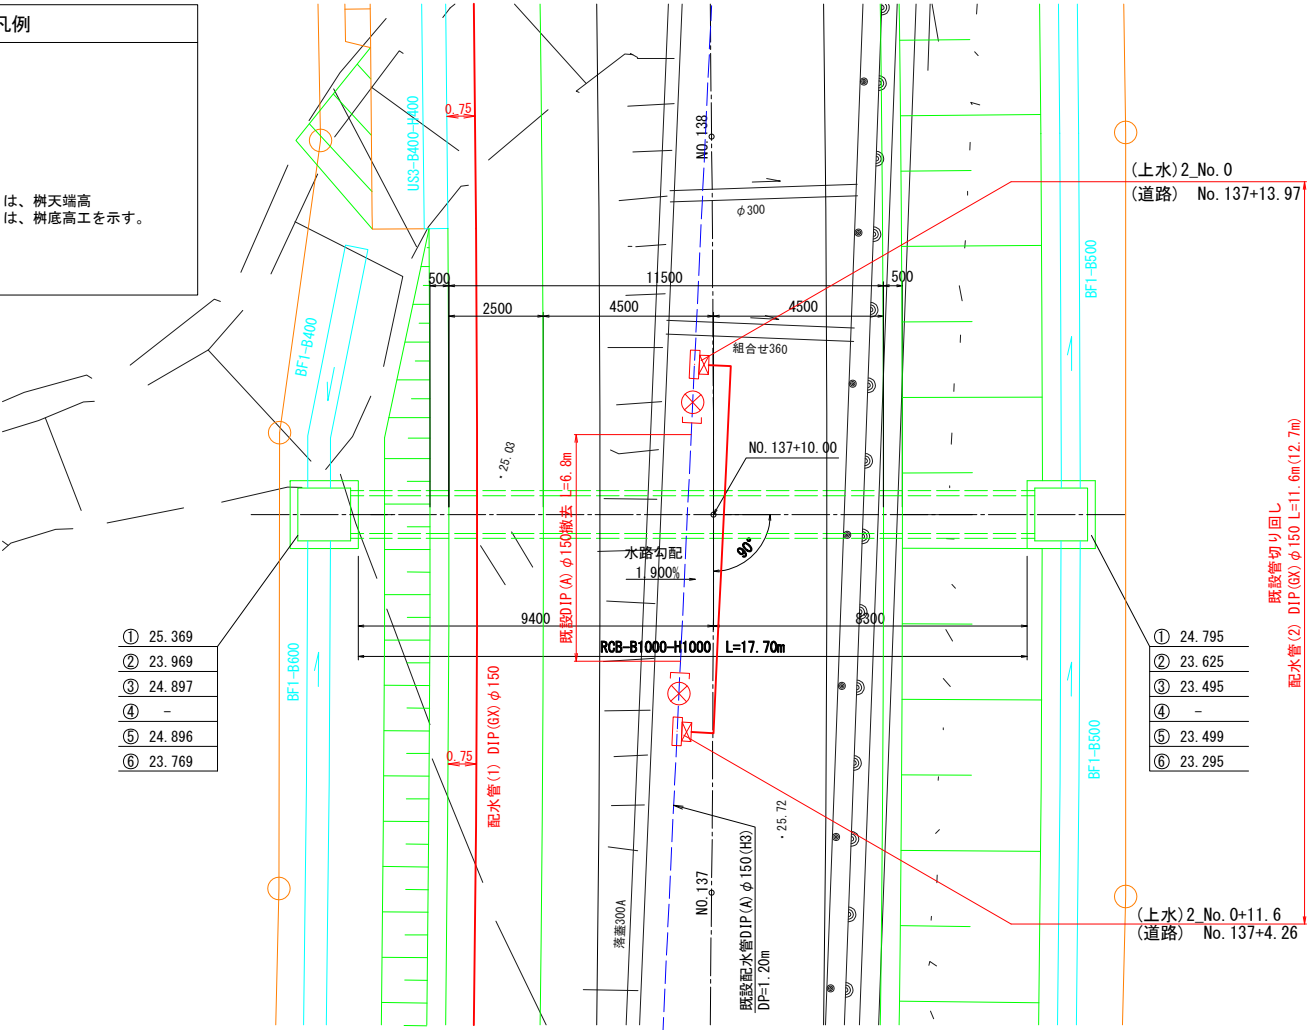 凡例
は、桝天端高
は、桝底高工を示す。
US3-B400-H400
0.75
NO.138
φ300
(上水)2_No.0
(道路) No.137+13.97
BF1-B500
500
11500
500
2500
4500
4500
組合せ360
BF1-B400
・25.03
NO.137+10.00
既設DIP(A)φ150撤去 L=6.8m
水路勾配
1.900%
90°
9400
8300
RCB-B1000-H1000 L=17.70m
① 25.369
② 23.969
③ 24.897
④ -
⑤ 24.896
⑥ 23.769
BF1-B600
配水管(1) DIP(GX)φ150
0.75
① 24.795
② 23.625
③ 23.495
④ -
⑤ 23.499
⑥ 23.295
BF1-B500
既設管切り回し
配水管(2) DIP(GX)φ150 L=11.6m(12.7m)
・25.72
NO.137
落蓋300A
既設配水管DIP(A)φ150(H3)
DP=1.20m
(上水)2_No.0+11.6
(道路) No.137+4.26